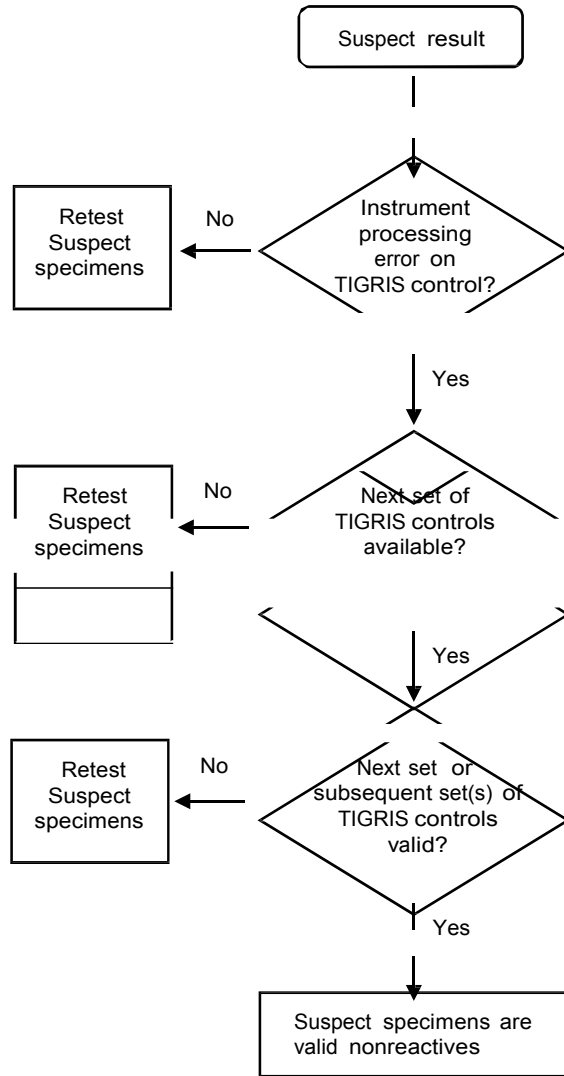 Suspect result
Instrument
processing
error on
TIGRIS control?
No
Retest
Suspect
specimens
Yes
Next set of
TIGRIS controls
available?
No
Retest
Suspect
specimens
Yes
Next set or
subsequent set(s) of
TIGRIS controls
valid?
No
Retest
Suspect
specimens
Yes
Suspect specimens are
valid nonreactives